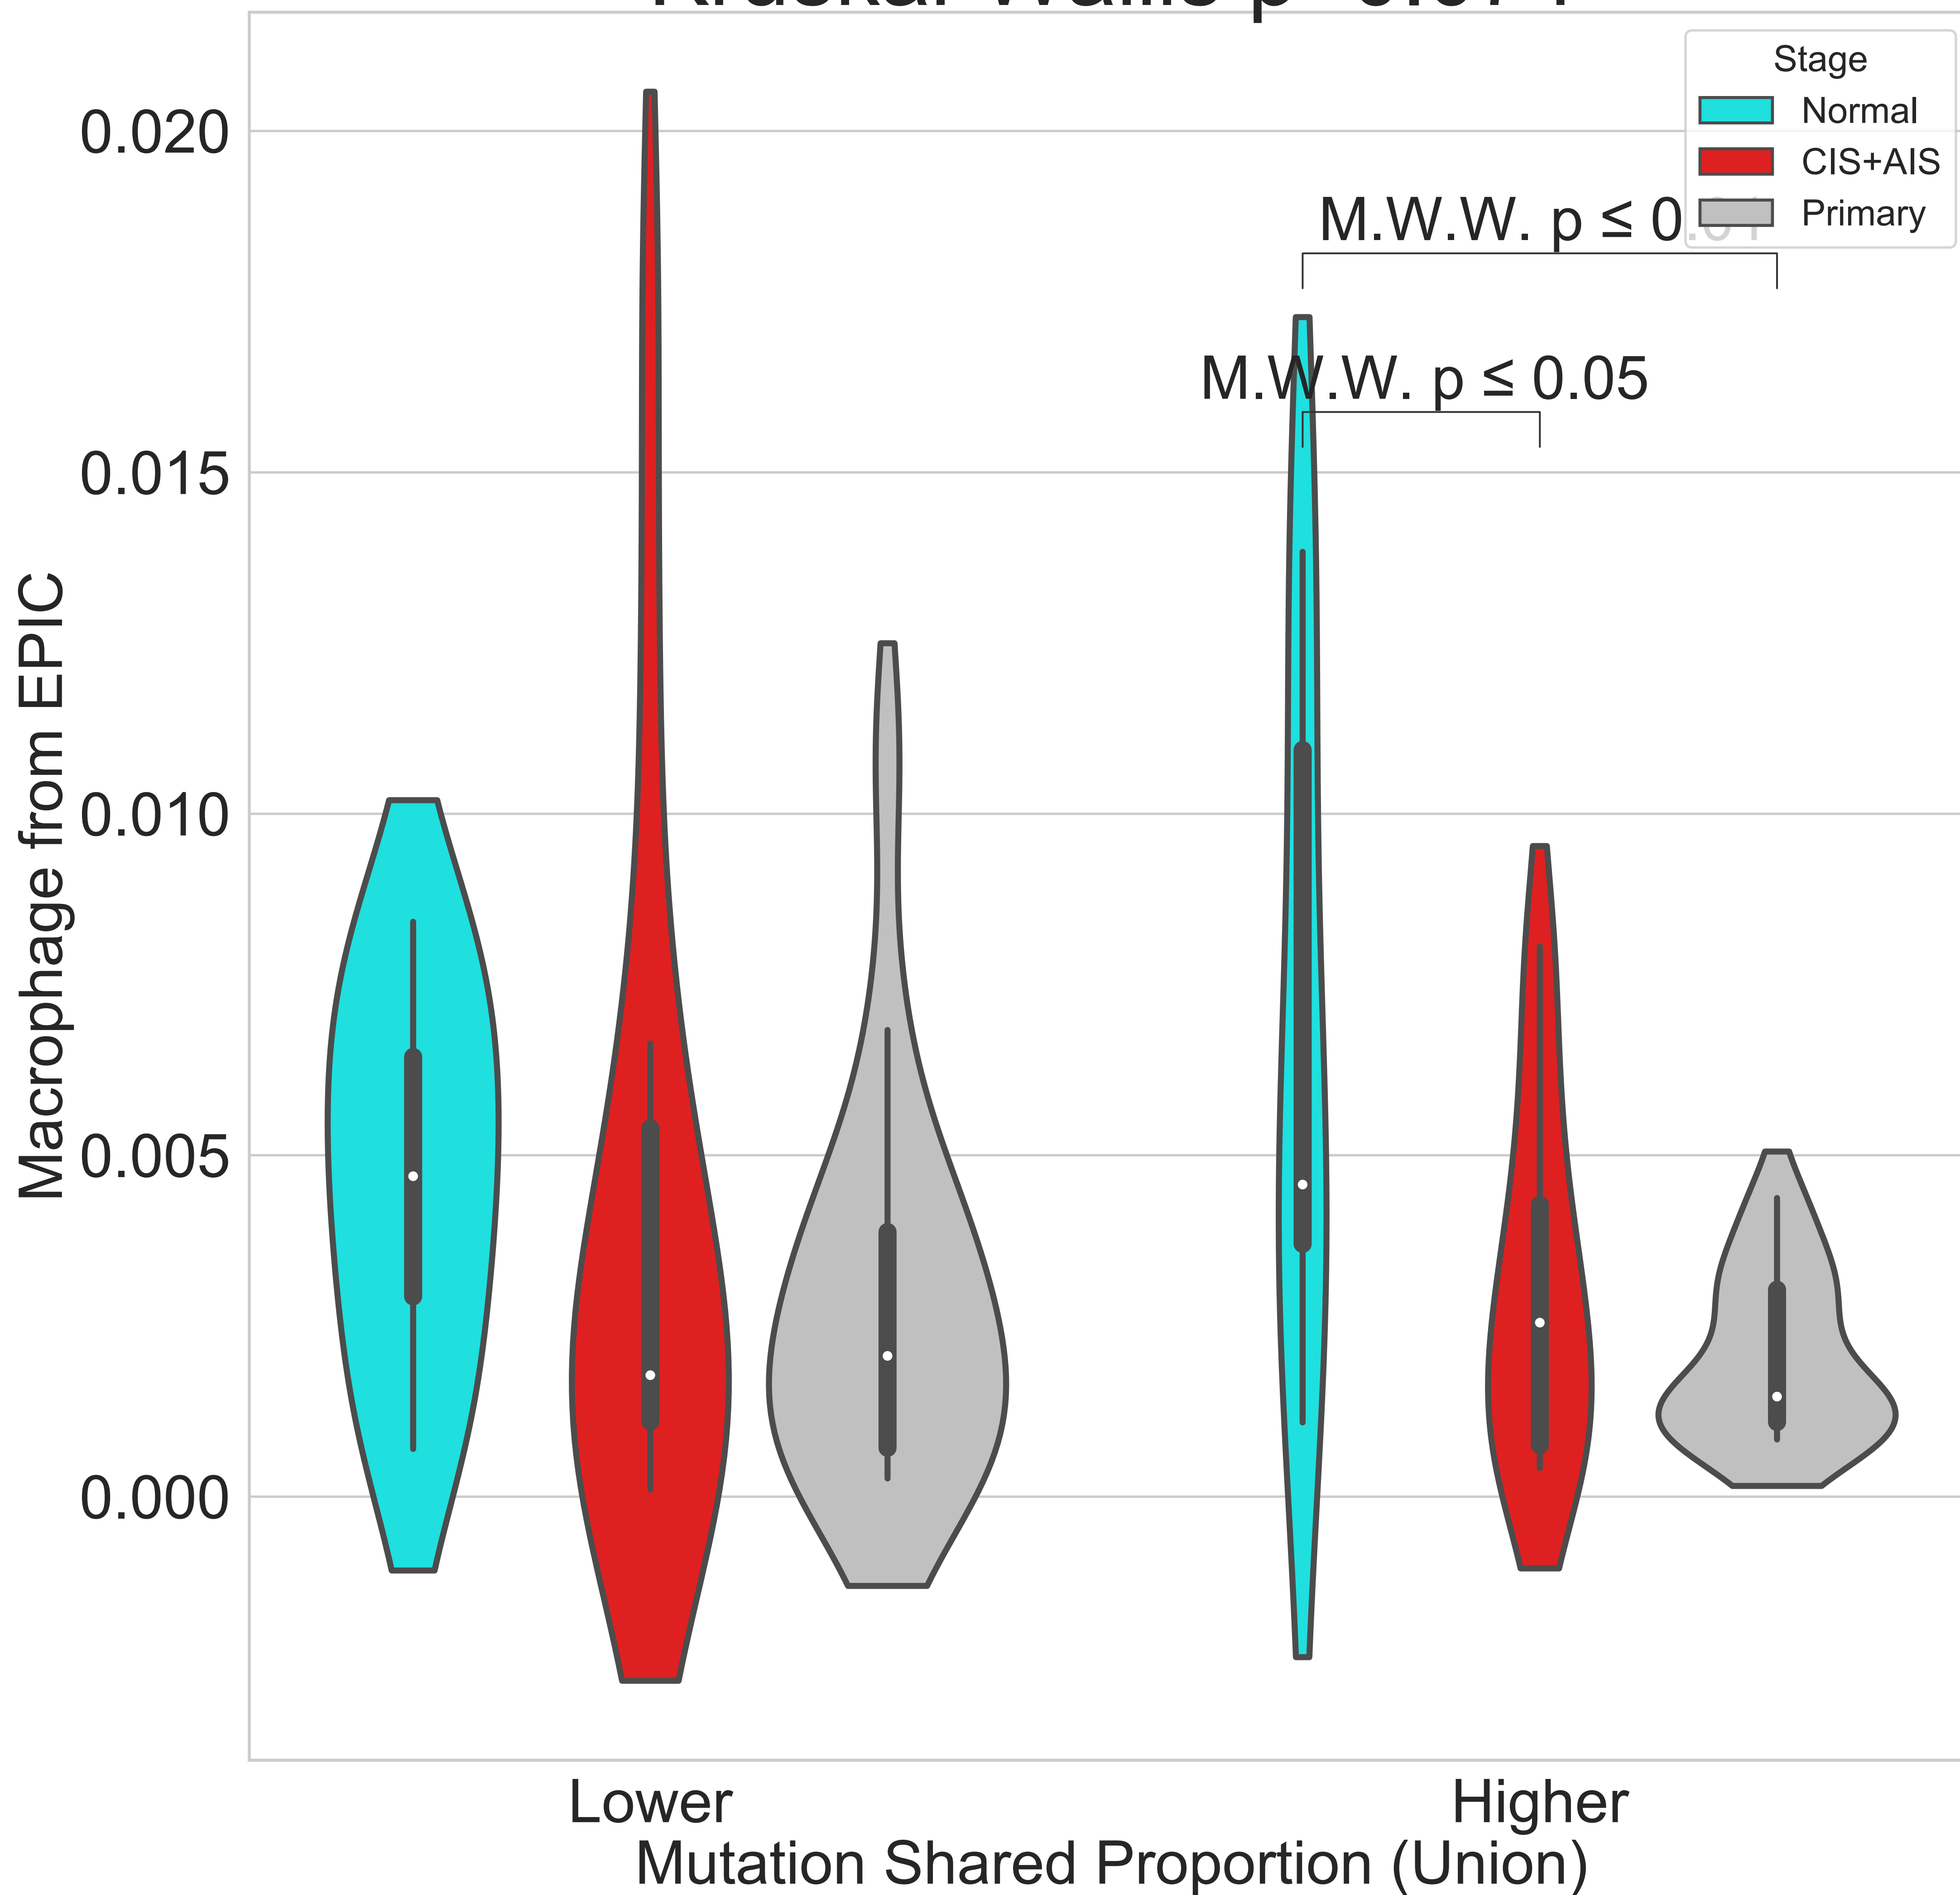 Stage
Normal
CIS+AIS
Primary
M.W.W. p ≤ 0.01
M.W.W. p ≤ 0.05
0.020
0.015
0.010
0.005
0.000
Macrophage from EPIC
Lower
Higher
Mutation Shared Proportion (Union)